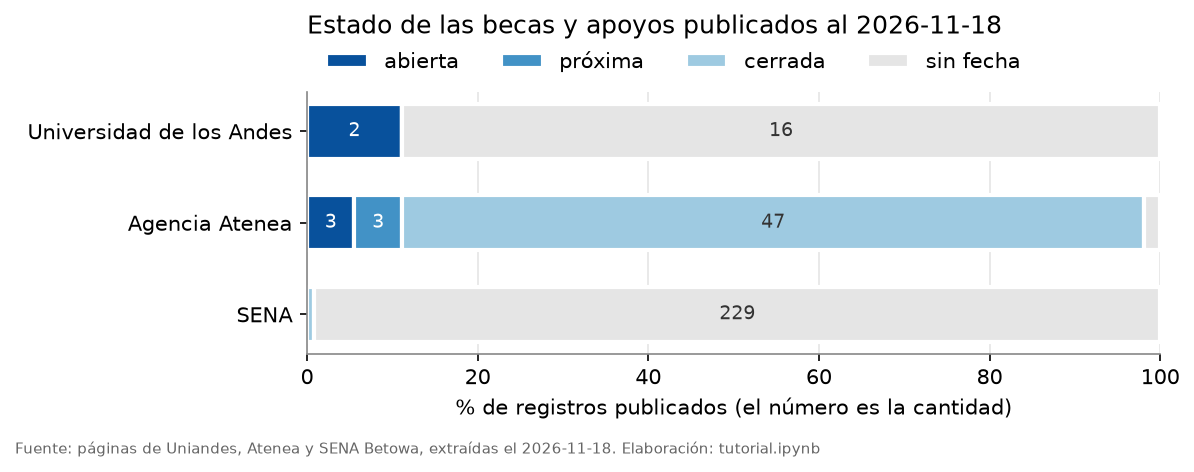 Estado de las becas y apoyos publicados al 2026-11-18
abierta próxima cerrada sin fecha
Universidad de los Andes 2 16
Agencia Atenea 3 3 47
SENA 229
0 20 40 60 80 100
% de registros publicados (el número es la cantidad)
Fuente: páginas de Uniandes, Atenea y SENA Betowa, extraídas el 2026-11-18. Elaboración: tutorial.ipynb